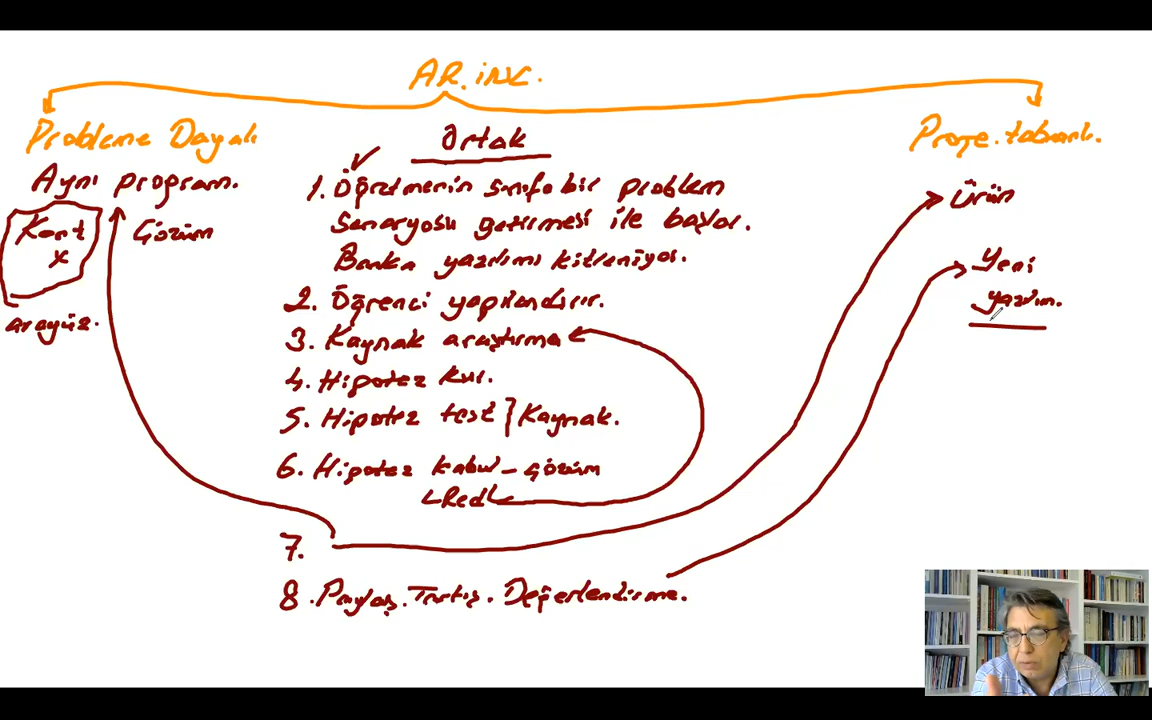 AR.İNC.
Probleme Dayalı
Aynı program.
Kart
x
Çözüm
arayüz.
Ortak
1. Öğretmenin sınıfa bir problem
Senaryosu getirmesi ile başlar.
Banka yazılımı kitleniyor.
2. Öğrenci yapılandırır.
3. Kaynak araştırma
4. Hipotez kur.
5. Hipotez test } Kaynak.
6. Hipotez kabul - çözüm
Red
7.
8. Paylaş. Tartış. Değerlendirme.
Proje. tabanlı.
Ürün
Yeni
yazılım.